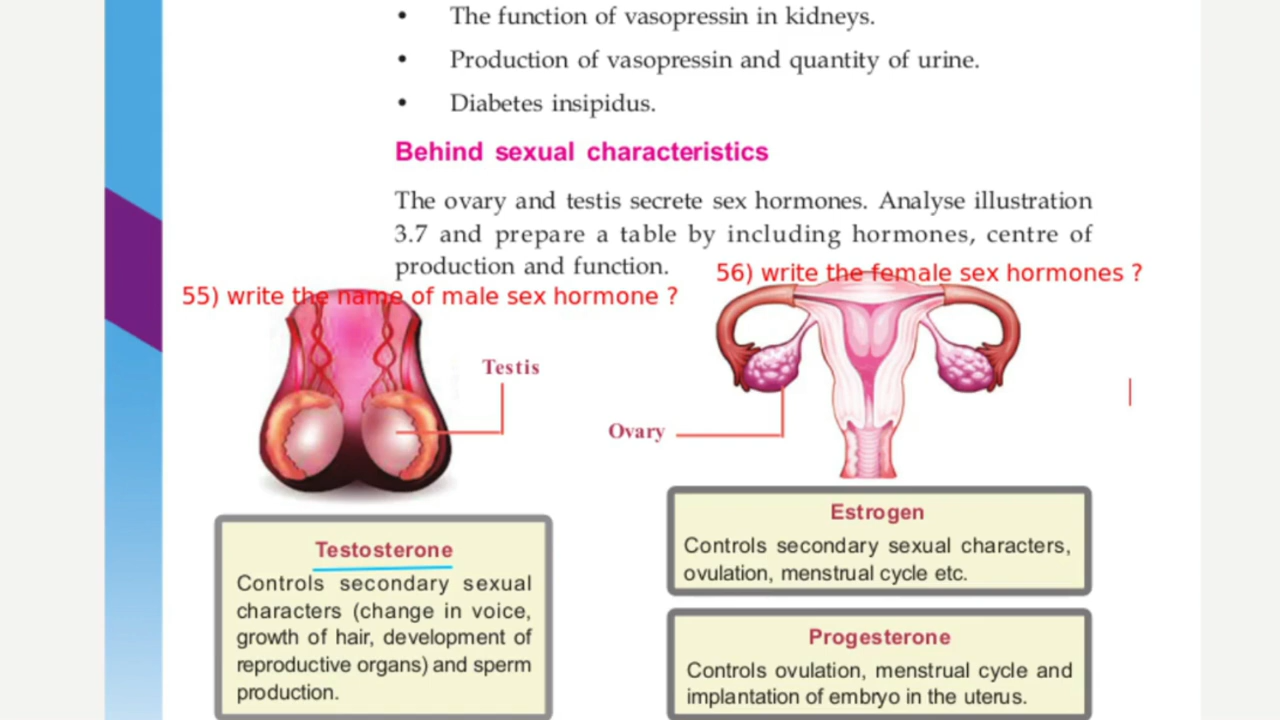 • The function of vasopressin in kidneys.
• Production of vasopressin and quantity of urine.
• Diabetes insipidus.
Behind sexual characteristics
The ovary and testis secrete sex hormones. Analyse illustration
3.7 and prepare a table by including hormones, centre of
production and function.
56) write the female sex hormones ?
55) write the name of male sex hormone ?
Testis
Ovary
Testosterone
Controls secondary sexual
characters (change in voice,
growth of hair, development of
reproductive organs) and sperm
production.
Estrogen
Controls secondary sexual characters,
ovulation, menstrual cycle etc.
Progesterone
Controls ovulation, menstrual cycle and
implantation of embryo in the uterus.